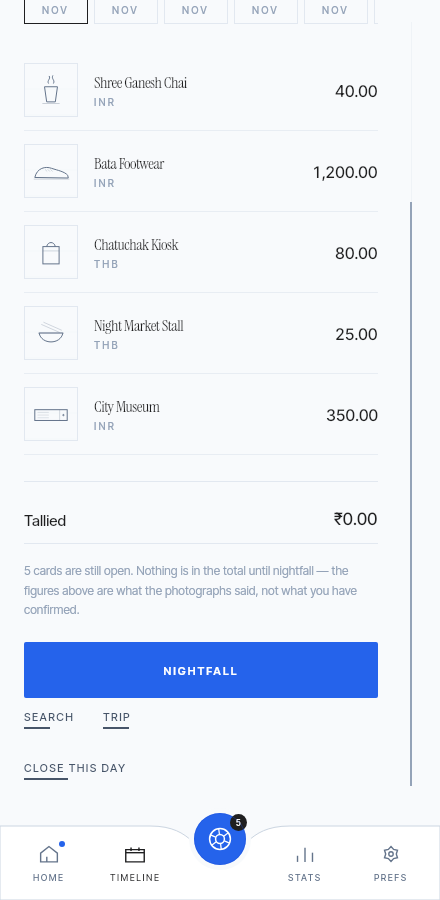 NOV NOV NOV NOV NOV
Shree Ganesh Chai
INR
40.00
Bata Footwear
INR
1,200.00
Chatuchak Kiosk
THB
80.00
Night Market Stall
THB
25.00
City Museum
INR
350.00
Tallied ₹0.00
5 cards are still open. Nothing is in the total until nightfall — the
figures above are what the photographs said, not what you have
confirmed.
NIGHTFALL
SEARCH TRIP
CLOSE THIS DAY
5
HOME TIMELINE STATS PREFS